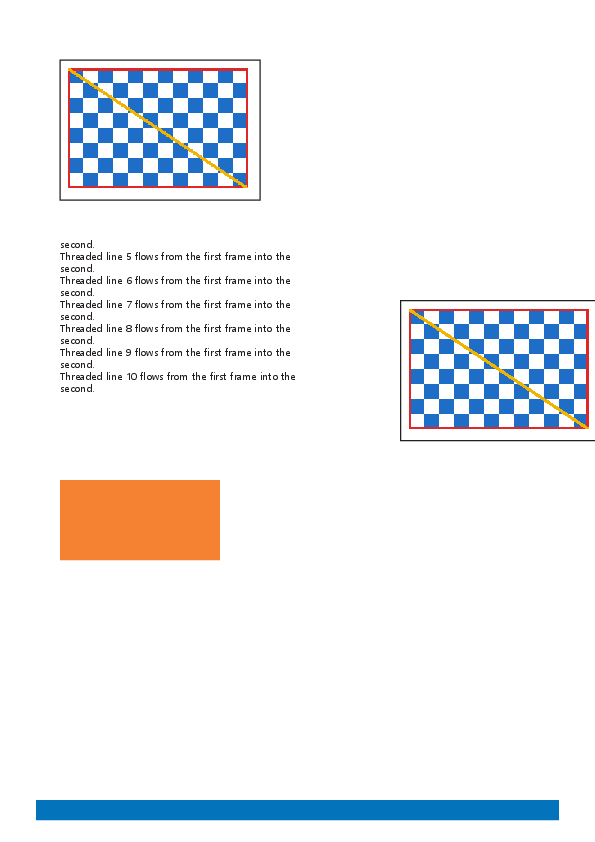 second.
Threaded line 5 flows from the first frame into the
second.
Threaded line 6 flows from the first frame into the
second.
Threaded line 7 flows from the first frame into the
second.
Threaded line 8 flows from the first frame into the
second.
Threaded line 9 flows from the first frame into the
second.
Threaded line 10 flows from the first frame into the
second.